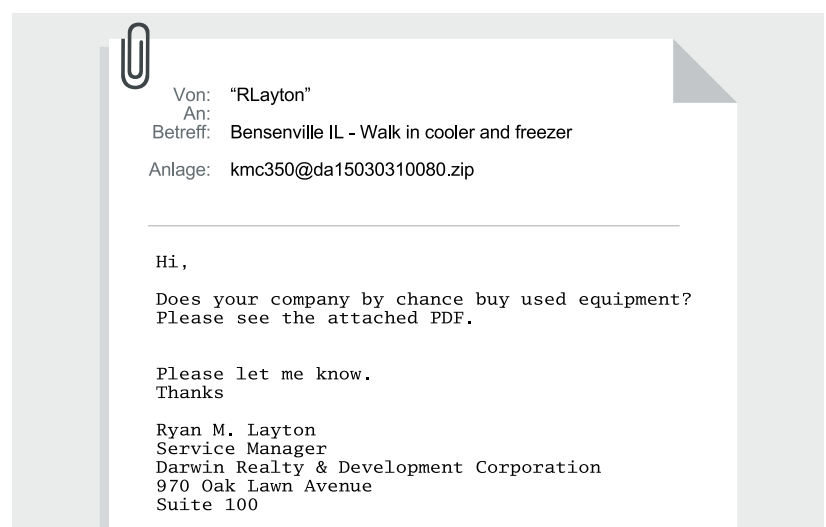 Von: “RLayton”
An:
Betreff: Bensenville IL - Walk in cooler and freezer
Anlage: kmc350@da15030310080.zip
Hi,
Does your company by chance buy used equipment?
Please see the attached PDF.
Please let me know.
Thanks
Ryan M. Layton
Service Manager
Darwin Realty & Development Corporation
970 Oak Lawn Avenue
Suite 100